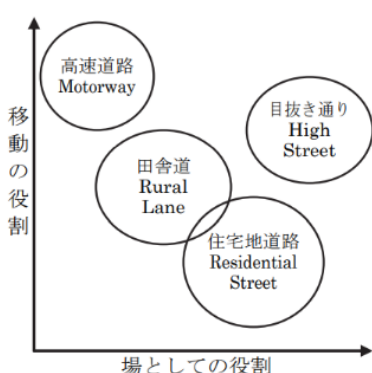 高速道路
Motorway
目抜き通り
High
Street
田舎道
Rural
Lane
住宅地道路
Residential
Street
移動の役割
場としての役割